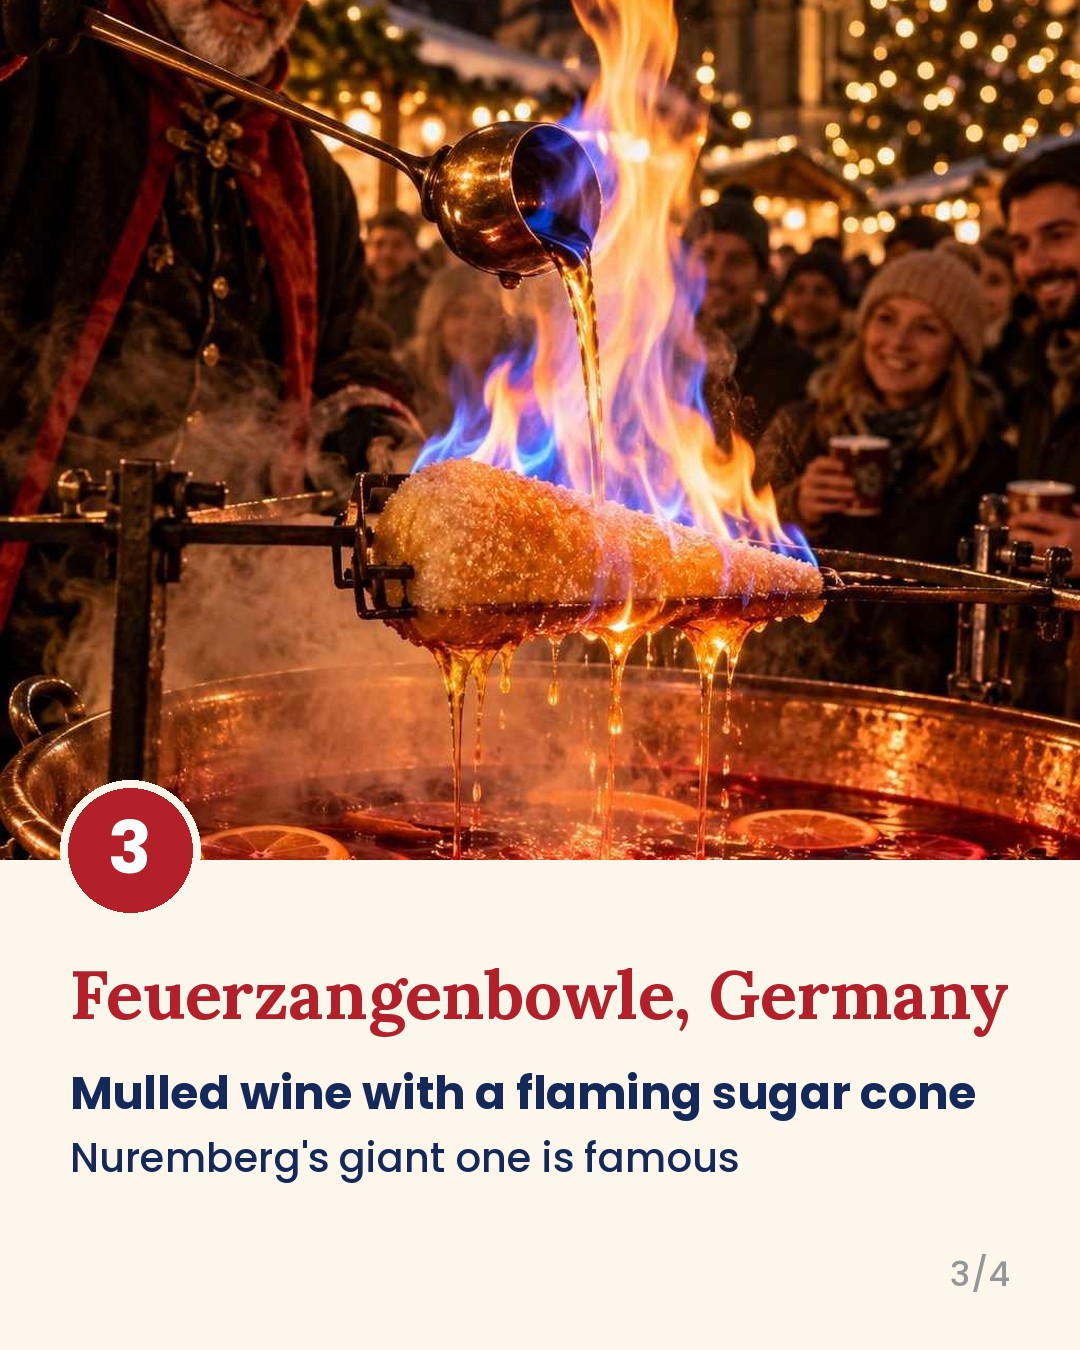 3
Feuerzangenbowle, Germany
Mulled wine with a flaming sugar cone
Nuremberg's giant one is famous
3/4